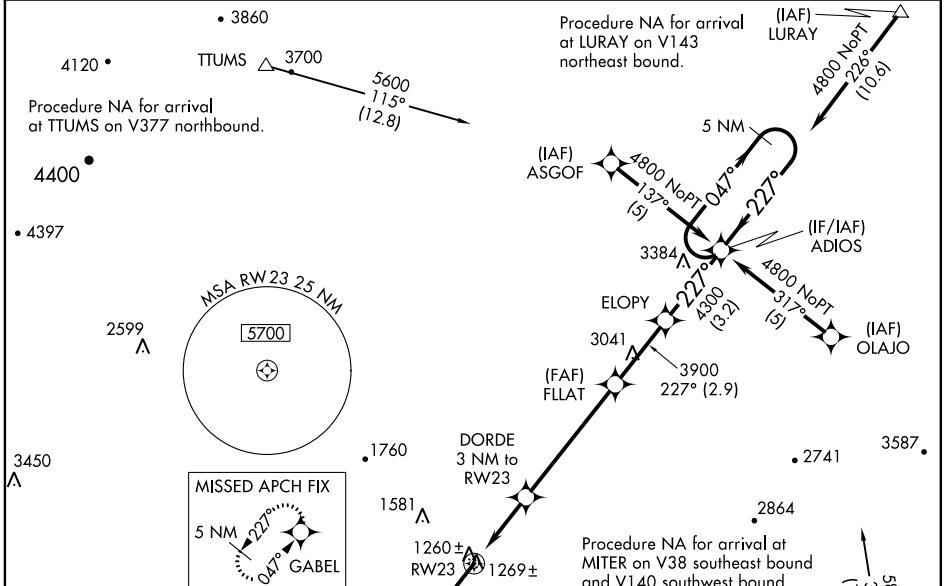 3860
TTUMS
3700
4120
5600
115°
(12.8)
Procedure NA for arrival
at TTUMS on V377 northbound.
4400
4397
Procedure NA for arrival
at LURAY on V143
northeast bound.
(IAF)
LURAY
4800 NoPT
226°
(10.6)
5 NM
(IAF)
ASGOF
4800 NoPT
137°
(5)
047°
227°
(IF/IAF)
ADIOS
3384
4800 NoPT
317°
(5)
(IAF)
OLAJO
227°
4300
(3.2)
ELOPY
3041
3900
227° (2.9)
(FAF)
FLLAT
MSA RW23 25 NM
5700
2599
DORDE
3 NM to
RW23
1760
2741
3587
3450
2864
1581
MISSED APCH FIX
5 NM
227°
047°
GABEL
1260±
RW23
1269±
Procedure NA for arrival at
MITER on V38 southeast bound
and V140 southwest bound.